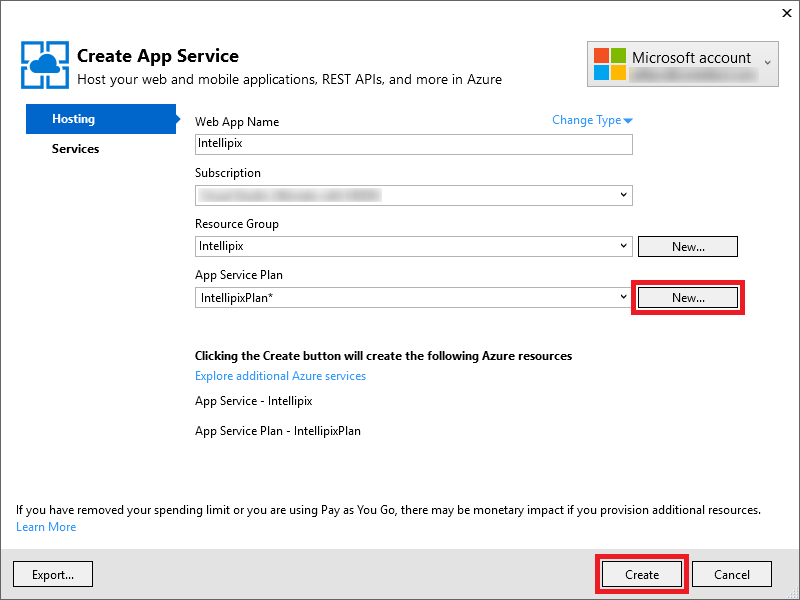 Create App Service
Host your web and mobile applications, REST APIs, and more in Azure
Microsoft account
Hosting
Services
Web App Name
Change Type
Intellipix
Subscription
Resource Group
Intellipix
New...
App Service Plan
IntellipixPlan*
New...
Clicking the Create button will create the following Azure resources
Explore additional Azure services
App Service - Intellipix
App Service Plan - IntellipixPlan
If you have removed your spending limit or you are using Pay as You Go, there may be monetary impact if you provision additional resources.
Learn More
Export...
Create
Cancel